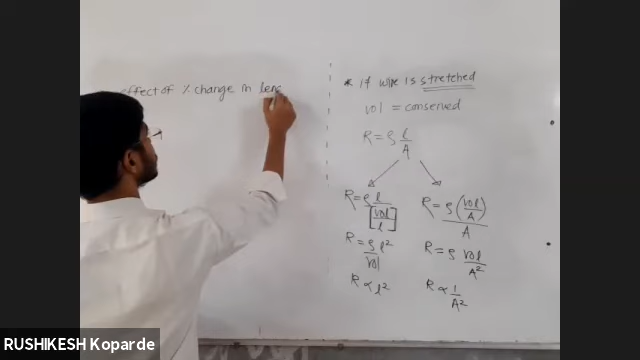 effect of % change in leng
* if wire is stretched
vol = conserved
R = ρ l/A
R = ρ l/[vol/l]
R = ρ (vol/A)/A
R = ρ l²/vol
R = ρ vol/A²
R ∝ l²
R ∝ 1/A²
RUSHIKESH Koparde